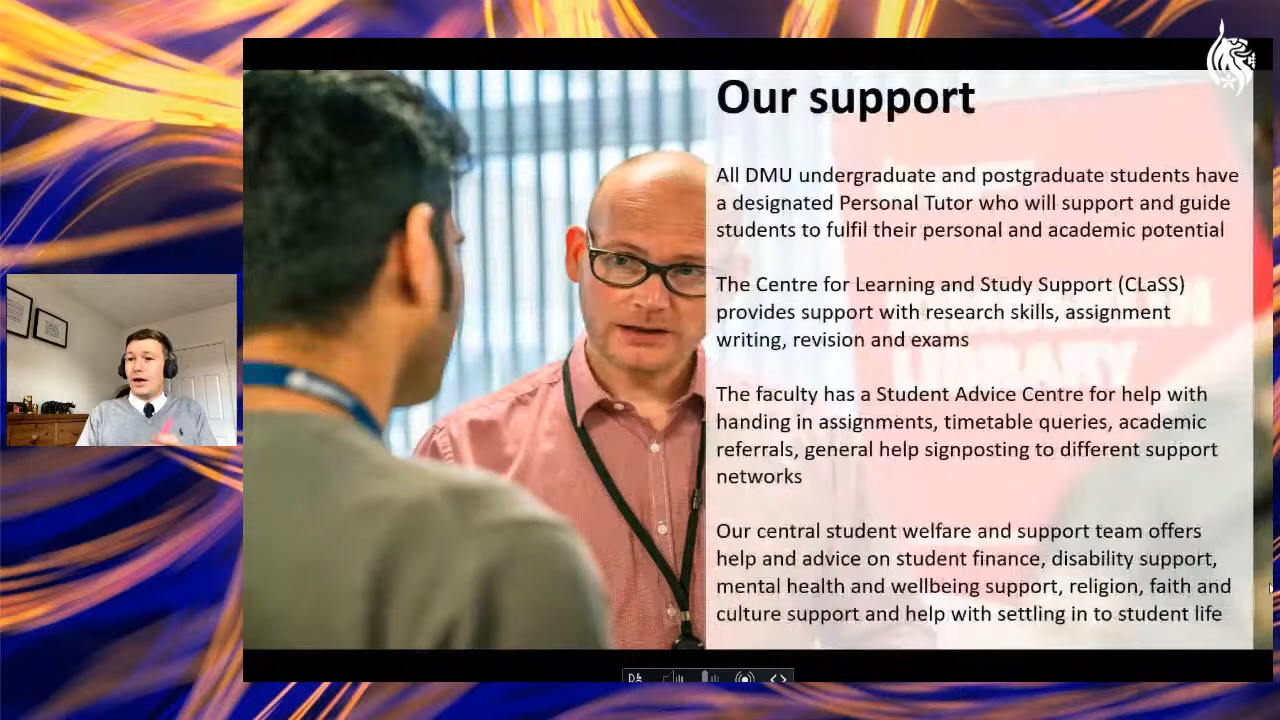 Our support
All DMU undergraduate and postgraduate students have
a designated Personal Tutor who will support and guide
students to fulfil their personal and academic potential
The Centre for Learning and Study Support (CLaSS)
provides support with research skills, assignment
writing, revision and exams
The faculty has a Student Advice Centre for help with
handing in assignments, timetable queries, academic
referrals, general help signposting to different support
networks
Our central student welfare and support team offers
help and advice on student finance, disability support,
mental health and wellbeing support, religion, faith and
culture support and help with settling in to student life
LIBRARY